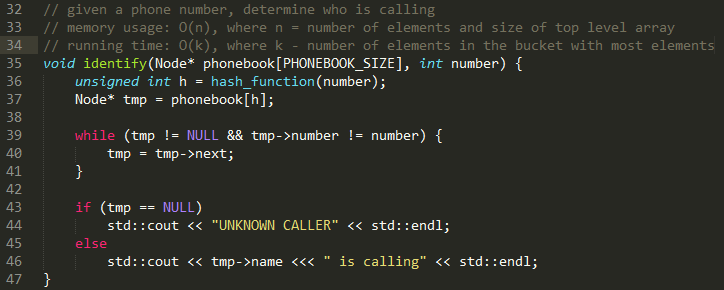 32 // given a phone number, determine who is calling
33 // memory usage: O(n), where n = number of elements and size of top level array
34 // running time: O(k), where k - number of elements in the bucket with most elements
35 void identify(Node* phonebook[PHONEBOOK_SIZE], int number) {
36     unsigned int h = hash_function(number);
37     Node* tmp = phonebook[h];
38
39     while (tmp != NULL && tmp->number != number) {
40         tmp = tmp->next;
41     }
42
43     if (tmp == NULL)
44         std::cout << "UNKNOWN CALLER" << std::endl;
45     else
46         std::cout << tmp->name <<< " is calling" << std::endl;
47 }